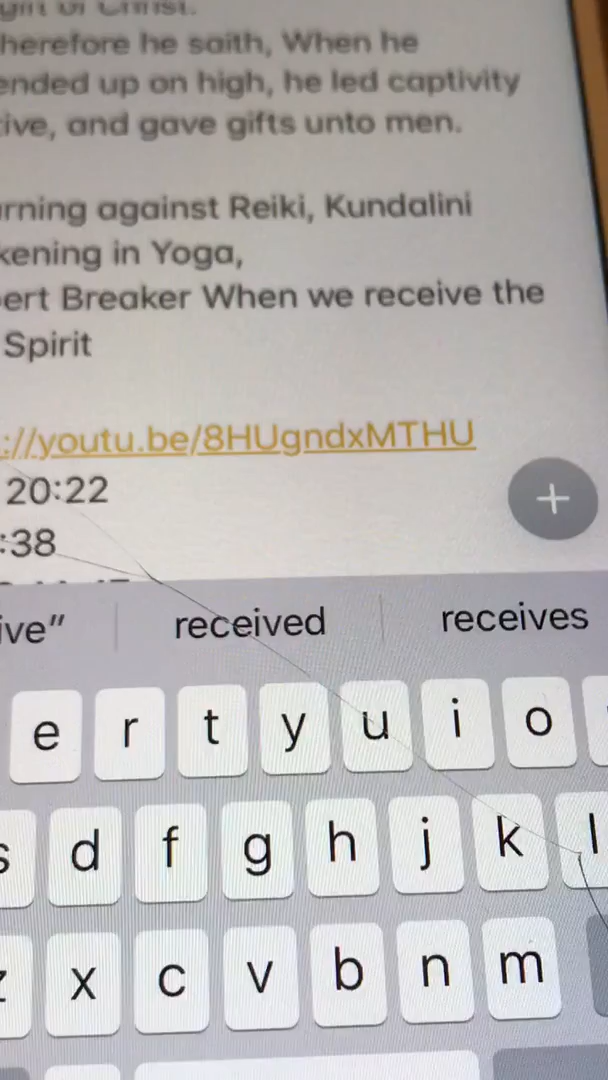 herefore he saith, When he
ended up on high, he led captivity
tive, and gave gifts unto men.
rning against Reiki, Kundalini
kening in Yoga,
ert Breaker When we receive the
Spirit
://youtu.be/8HUgndxMTHU
20:22
:38
+
ive” received receives
e r t y u i o
s d f g h j k l
z x c v b n m